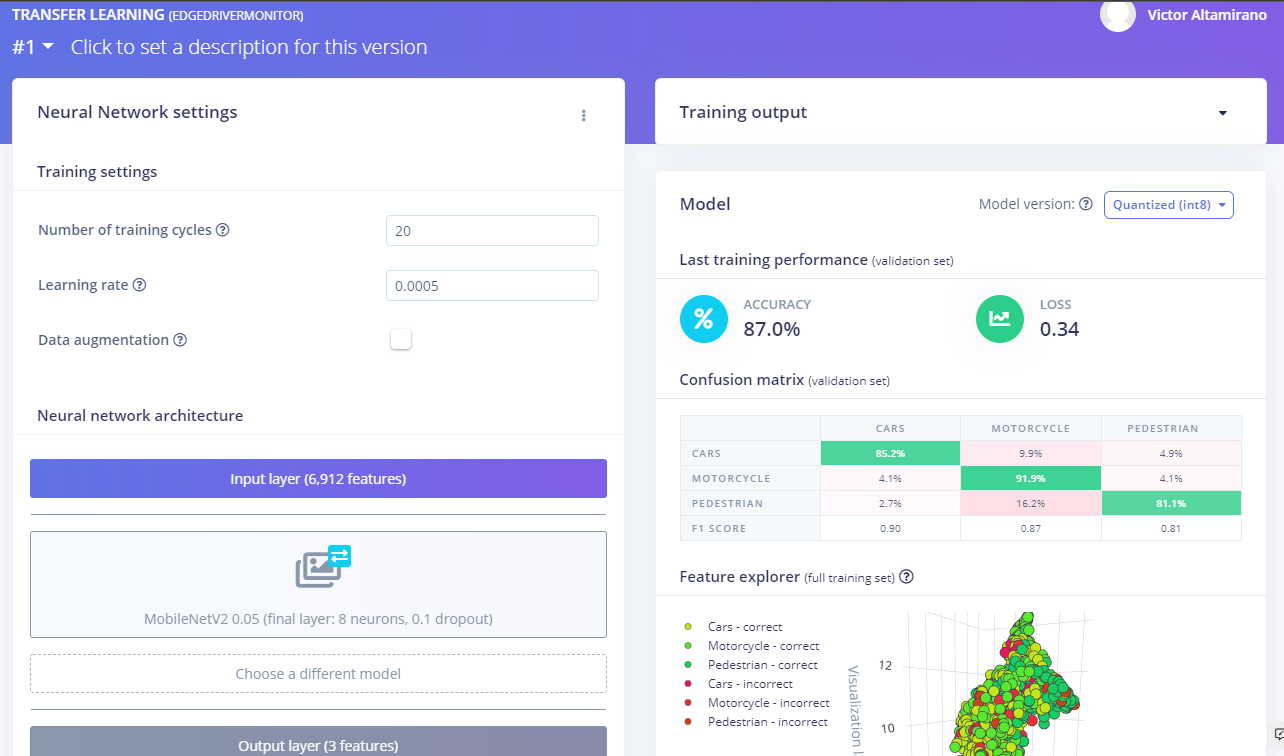 TRANSFER LEARNING (EDGEDRIVERMONITOR)
Victor Altamirano
#1 Click to set a description for this version
Neural Network settings
Training settings
Number of training cycles
20
Learning rate
0.0005
Data augmentation
Neural network architecture
Input layer (6,912 features)
MobileNetV2 0.05 (final layer: 8 neurons, 0.1 dropout)
Choose a different model
Output layer (3 features)
Training output
Model
Model version: Quantized (int8)
Last training performance (validation set)
% ACCURACY
87.0%
LOSS
0.34
Confusion matrix (validation set)
CARS MOTORCYCLE PEDESTRIAN
CARS 85.2% 9.9% 4.9%
MOTORCYCLE 4.1% 91.9% 4.1%
PEDESTRIAN 2.7% 16.2% 81.1%
F1 SCORE 0.90 0.87 0.81
Feature explorer (full training set)
Cars - correct
Motorcycle - correct
Pedestrian - correct
Cars - incorrect
Motorcycle - incorrect
Pedestrian - incorrect
Visualization
12
10